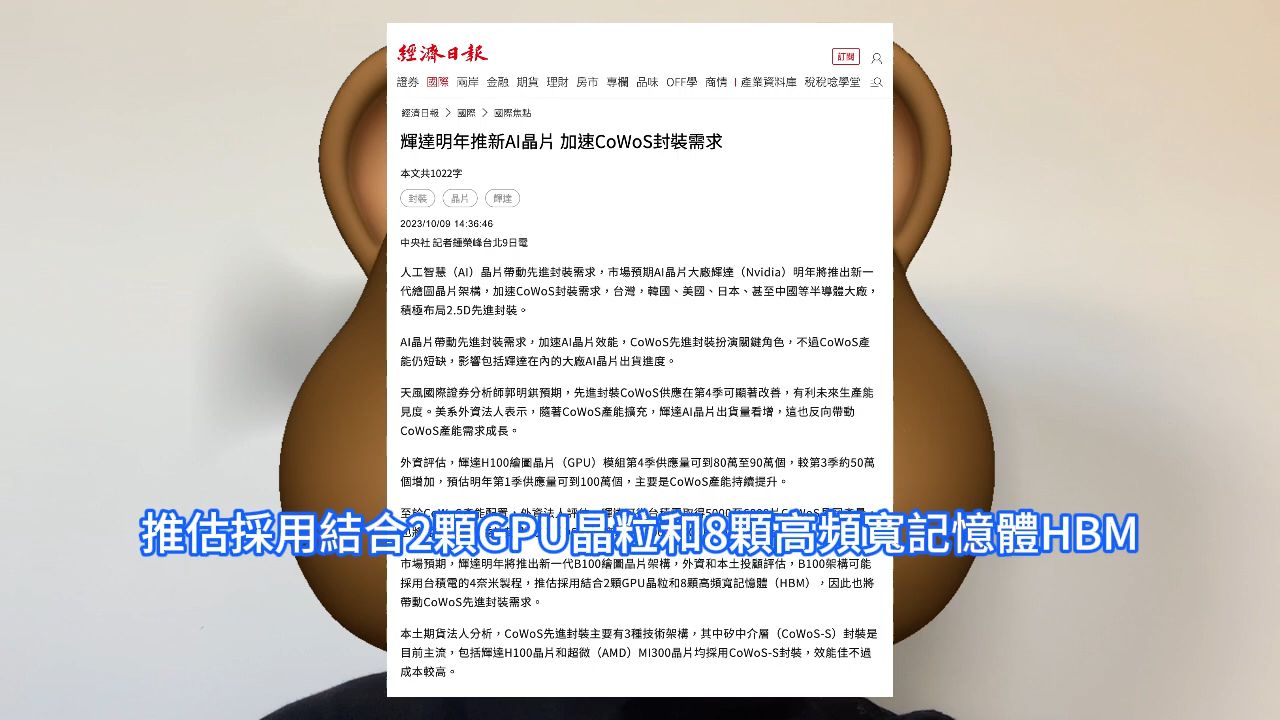 經濟日報
訂閱
證券 國際 兩岸 金融 期貨 理財 房市 專欄 品味 OFF學 商情 | 產業資料庫 稅稅唸學堂
經濟日報 > 國際 > 國際焦點
輝達明年推新AI晶片 加速CoWoS封裝需求
本文共1022字
封裝 晶片 輝達
2023/10/09 14:36:46
中央社 記者鍾榮峰台北9日電
人工智慧（AI）晶片帶動先進封裝需求，市場預期AI晶片大廠輝達（Nvidia）明年將推出新一
代繪圖晶片架構，加速CoWoS封裝需求，台灣，韓國、美國、日本、甚至中國等半導體大廠，
積極布局2.5D先進封裝。
AI晶片帶動先進封裝需求，加速AI晶片效能，CoWoS先進封裝扮演關鍵角色，不過CoWoS產
能仍短缺，影響包括輝達在內的大廠AI晶片出貨進度。
天風國際證券分析師郭明錤預期，先進封裝CoWoS供應在第4季可顯著改善，有利未來生產能
見度。美系外資法人表示，隨著CoWoS產能擴充，輝達AI晶片出貨量看增，這也反向帶動
CoWoS產能需求成長。
外資評估，輝達H100繪圖晶片（GPU）模組第4季供應量可到80萬至90萬個，較第3季約50萬
個增加，預估明年第1季供應量可到100萬個，主要是CoWoS產能持續提升。
推估採用結合2顆GPU晶粒和8顆高頻寬記憶體HBM
市場預期，輝達明年將推出新一代B100繪圖晶片架構，外資和本土投顧評估，B100架構可能
採用台積電的4奈米製程，推估採用結合2顆GPU晶粒和8顆高頻寬記憶體（HBM），因此也將
帶動CoWoS先進封裝需求。
本土期貨法人分析，CoWoS先進封裝主要有3種技術架構，其中矽中介層（CoWoS-S）封裝是
目前主流，包括輝達H100晶片和超微（AMD）MI300晶片均採用CoWoS-S封裝，效能佳不過
成本較高。